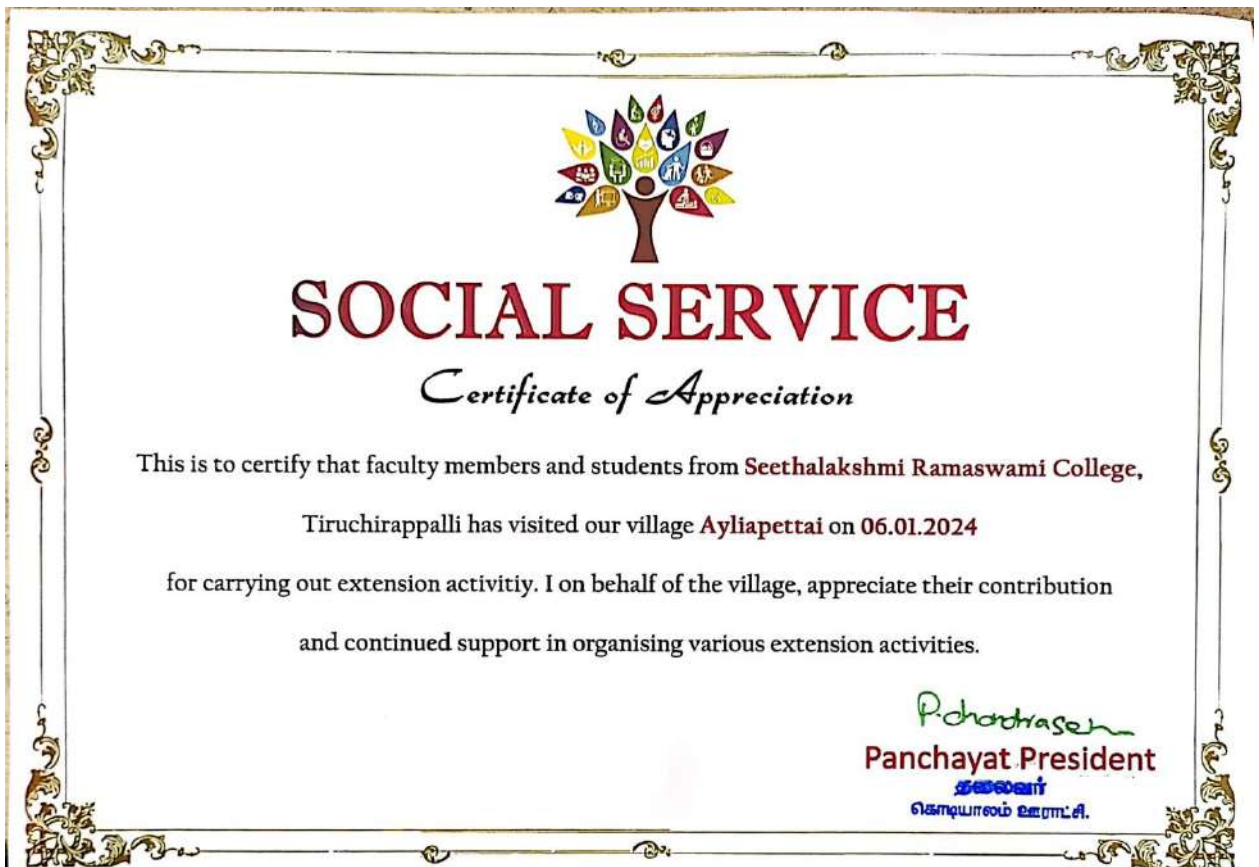 SOCIAL SERVICE
Certificate of Appreciation
This is to certify that faculty members and students from Seethalakshmi Ramaswami College,
Tiruchirappalli has visited our village Ayliapettai on 06.01.2024
for carrying out extension activitiy. I on behalf of the village, appreciate their contribution
and continued support in organising various extension activities.
Panchayat President
தலைவர்
கொடியாலம் ஊராட்சி.